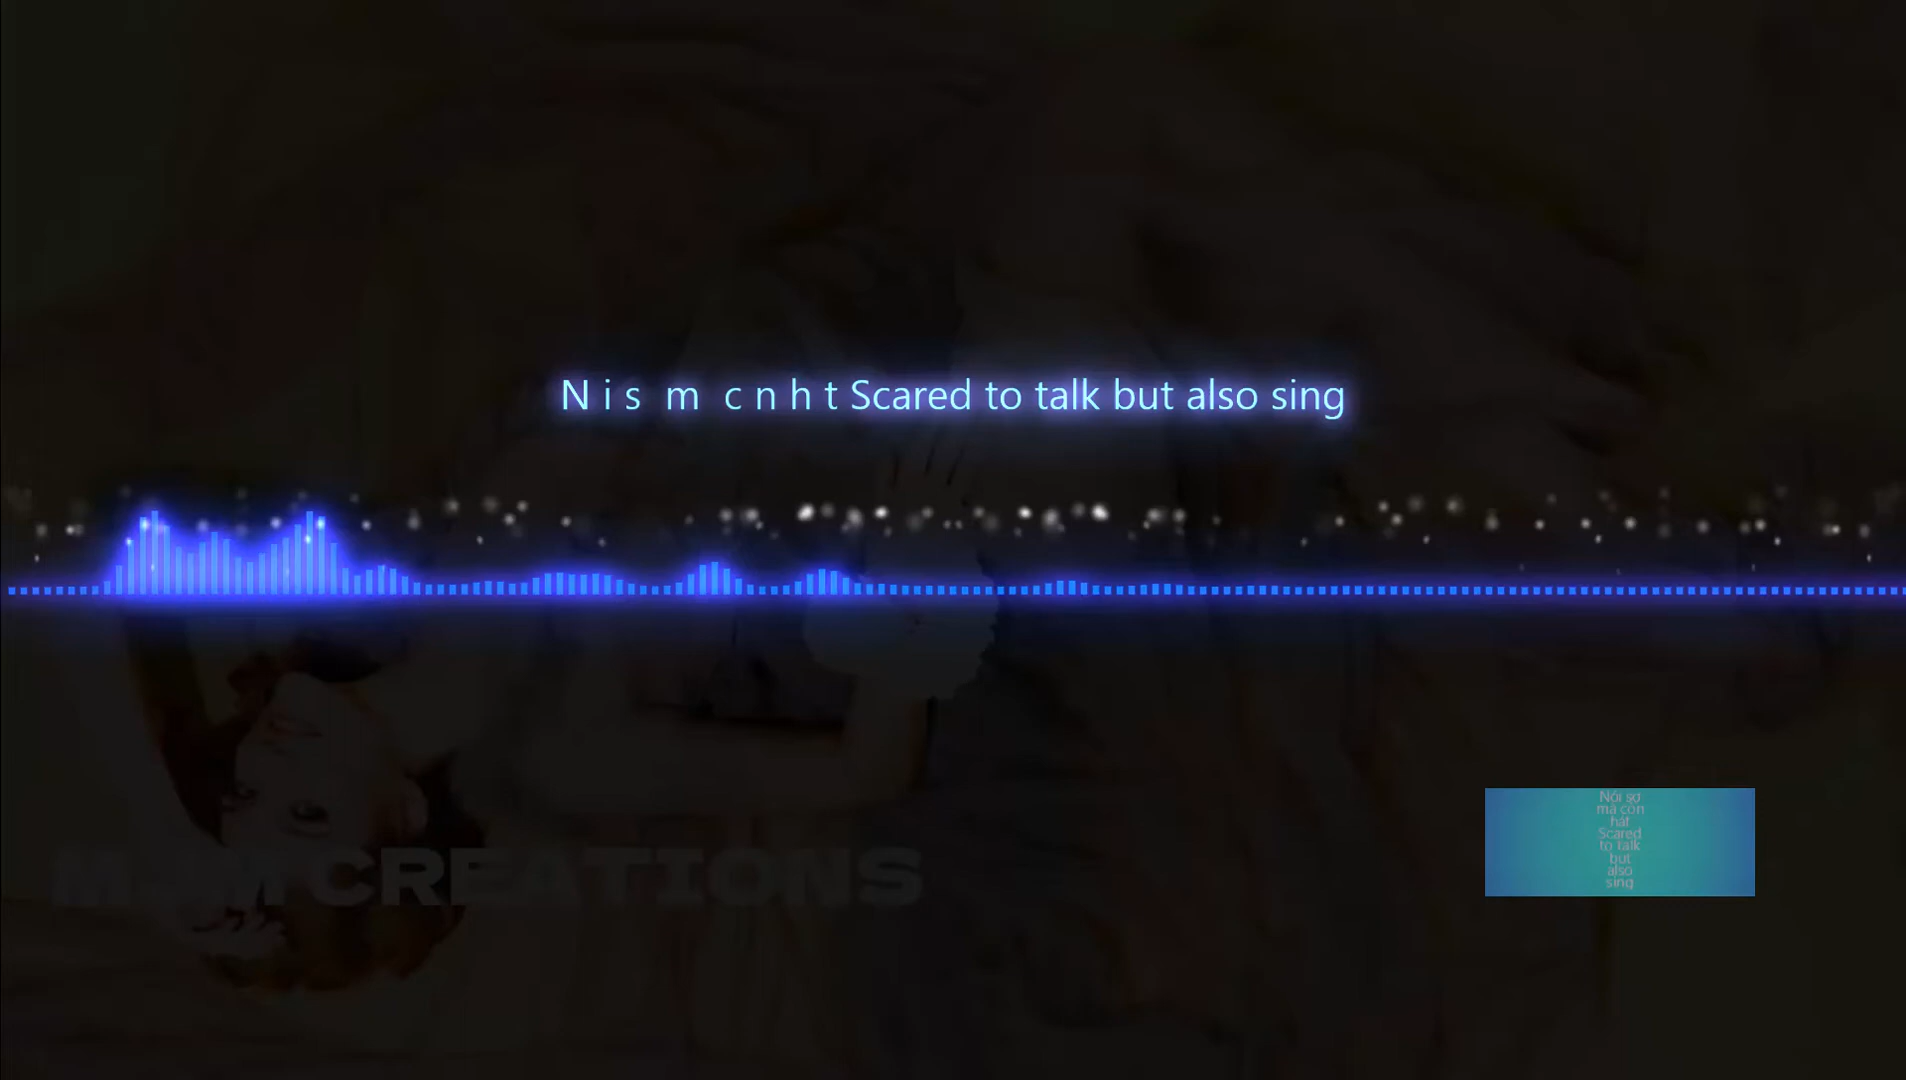 N i s  m  c n h t Scared to talk but also sing
Nói sợ
mà còn
hát
Scared
to talk
but
also
sing
CREATIONS